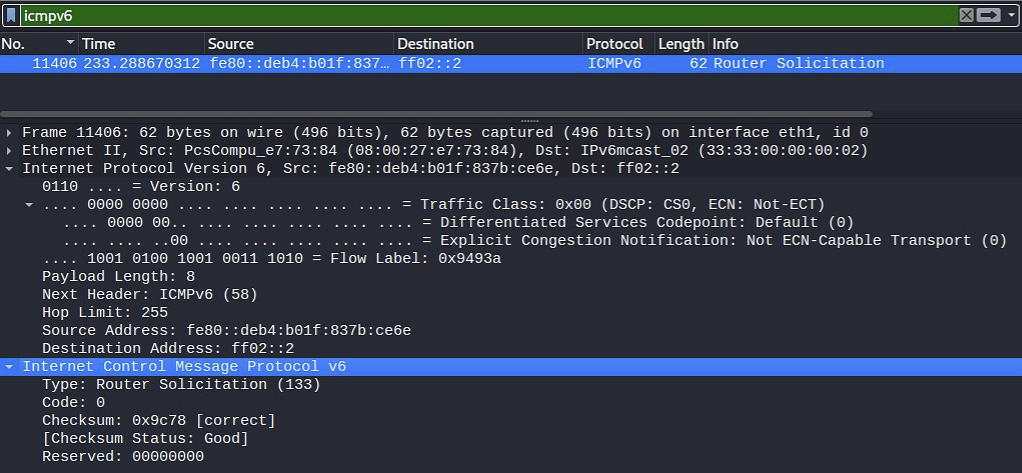 icmpv6
No. Time Source Destination Protocol Length Info
11406 233.288670312 fe80::deb4:b01f:837… ff02::2 ICMPv6 62 Router Solicitation
Frame 11406: 62 bytes on wire (496 bits), 62 bytes captured (496 bits) on interface eth1, id 0
Ethernet II, Src: PcsCompu_e7:73:84 (08:00:27:e7:73:84), Dst: IPv6mcast_02 (33:33:00:00:00:02)
Internet Protocol Version 6, Src: fe80::deb4:b01f:837b:ce6e, Dst: ff02::2
0110 .... = Version: 6
.... 0000 0000 .... .... .... .... .... = Traffic Class: 0x00 (DSCP: CS0, ECN: Not-ECT)
.... 0000 00.. .... .... .... .... .... = Differentiated Services Codepoint: Default (0)
.... .... ..00 .... .... .... .... .... = Explicit Congestion Notification: Not ECN-Capable Transport (0)
.... 1001 0100 1001 0011 1010 = Flow Label: 0x9493a
Payload Length: 8
Next Header: ICMPv6 (58)
Hop Limit: 255
Source Address: fe80::deb4:b01f:837b:ce6e
Destination Address: ff02::2
Internet Control Message Protocol v6
Type: Router Solicitation (133)
Code: 0
Checksum: 0x9c78 [correct]
[Checksum Status: Good]
Reserved: 00000000